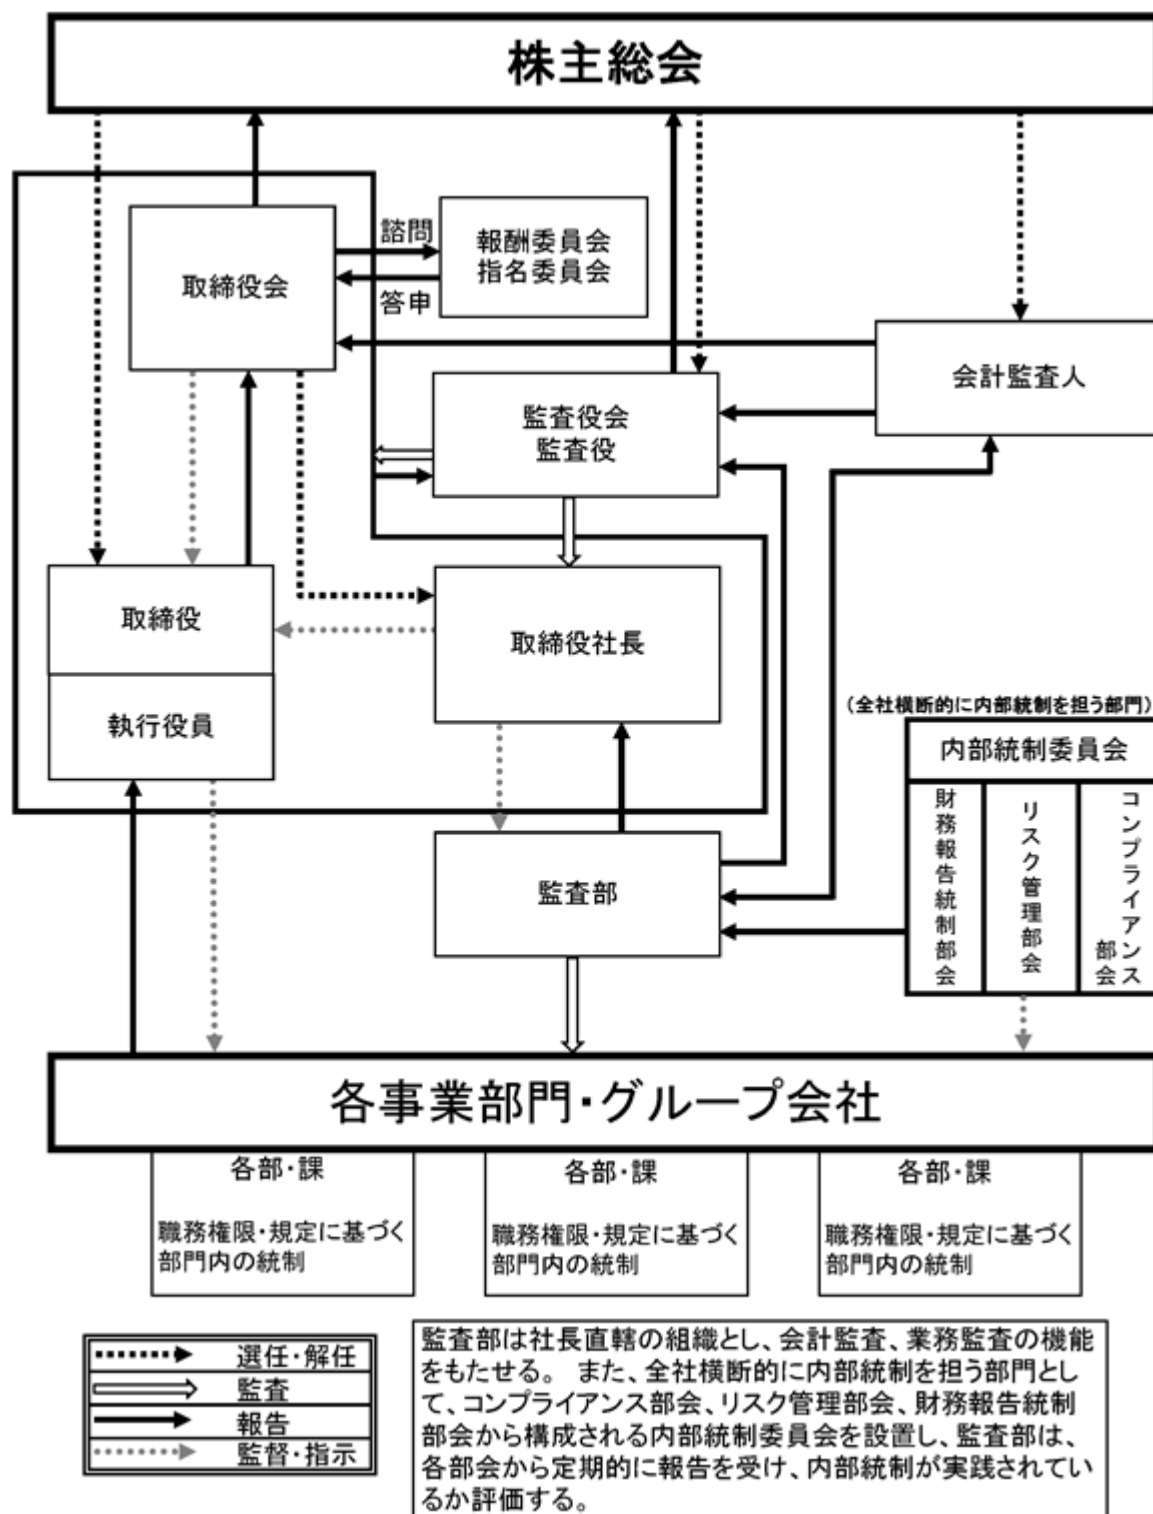 株主総会
諮問
報酬委員会
指名委員会
取締役会
答申
会計監査人
監査役会
監査役
取締役
取締役社長
執行役員
(全社横断的に内部統制を担う部門)
内部統制委員会
財務報告統制部会
リスク管理部会
コンプライアンス
部会
監査部
各事業部門・グループ会社
各部・課
職務権限・規定に基づく
部門内の統制
各部・課
職務権限・規定に基づく
部門内の統制
各部・課
職務権限・規定に基づく
部門内の統制
選任・解任
監査
報告
監督・指示
監査部は社長直轄の組織とし、会計監査、業務監査の機能
をもたせる。 また、全社横断的に内部統制を担う部門とし
て、コンプライアンス部会、リスク管理部会、財務報告統制
部会から構成される内部統制委員会を設置し、監査部は、
各部会から定期的に報告を受け、内部統制が実践されてい
るか評価する。